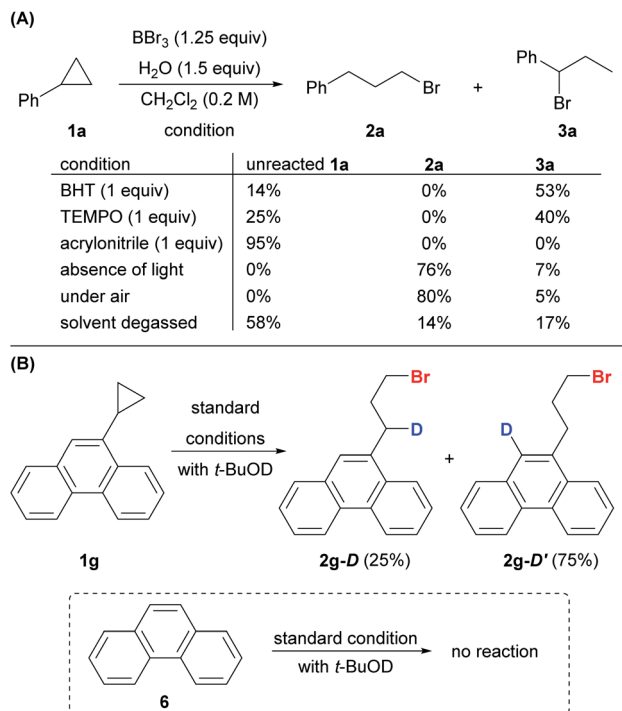 (A)
BBr3 (1.25 equiv)
H2O (1.5 equiv)
CH2Cl2 (0.2 M)
condition
Ph
1a
Ph
Br
2a
+
Ph
Br
3a
condition unreacted 1a 2a 3a
BHT (1 equiv) 14% 0% 53%
TEMPO (1 equiv) 25% 0% 40%
acrylonitrile (1 equiv) 95% 0% 0%
absence of light 0% 76% 7%
under air 0% 80% 5%
solvent degassed 58% 14% 17%
(B)
standard
conditions
with t-BuOD
1g
Br
D
2g-D (25%)
+
Br
D
2g-D' (75%)
6
standard condition
with t-BuOD
no reaction